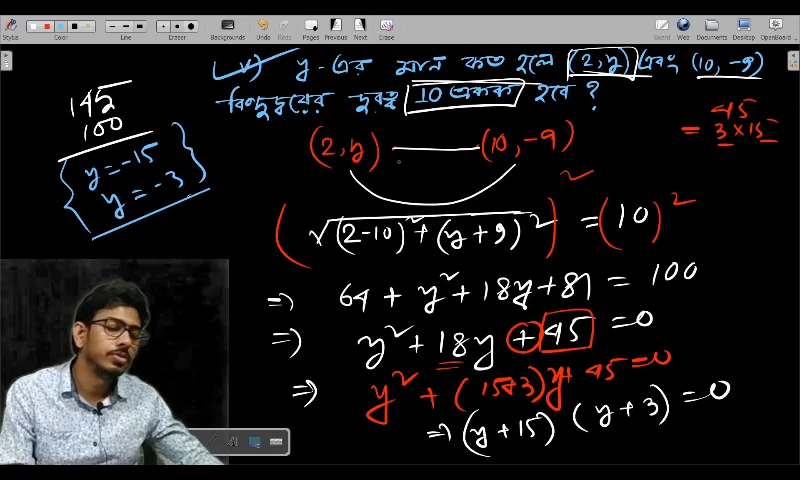 Stylus
Color
Line
Eraser
Backgrounds
Undo
Redo
Pages
Previous
Next
Erase
Board
Web
Documents
Desktop
OpenBoard
v) y-এর মান কত হলে (2, y) এবং (10, -9)
বিন্দুদ্বয়ের দূরত্ব 10 একক হবে ?
145
100
y = -15
y = -3
45
= 3 × 15
(2, y) (10, -9)
(√(2-10)² + (y+9)²)² = (10)²
⇒ 64 + y² + 18y + 81 = 100
⇒ y² + 18y + 45 = 0
⇒ y² + (15+3)y + 45 = 0
⇒ (y + 15) (y + 3) = 0